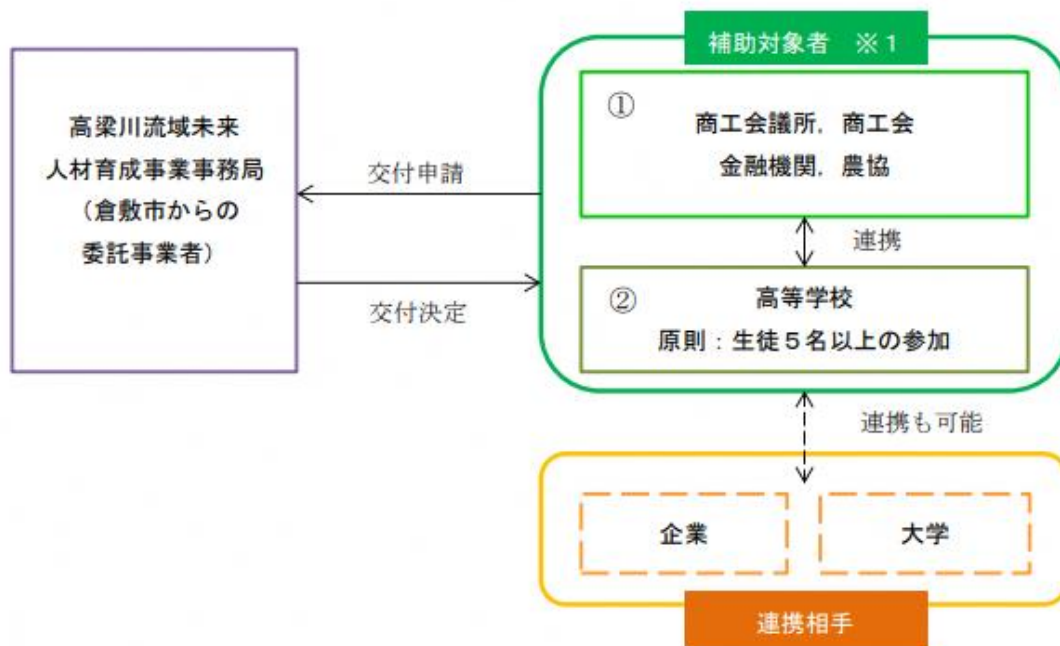 補助対象者 ※1
高梁川流域未来
人材育成事業事務局
（倉敷市からの
委託事業者）
交付申請
交付決定
①
商工会議所，商工会
金融機関，農協
連携
②
高等学校
原則：生徒５名以上の参加
連携も可能
企業
大学
連携相手